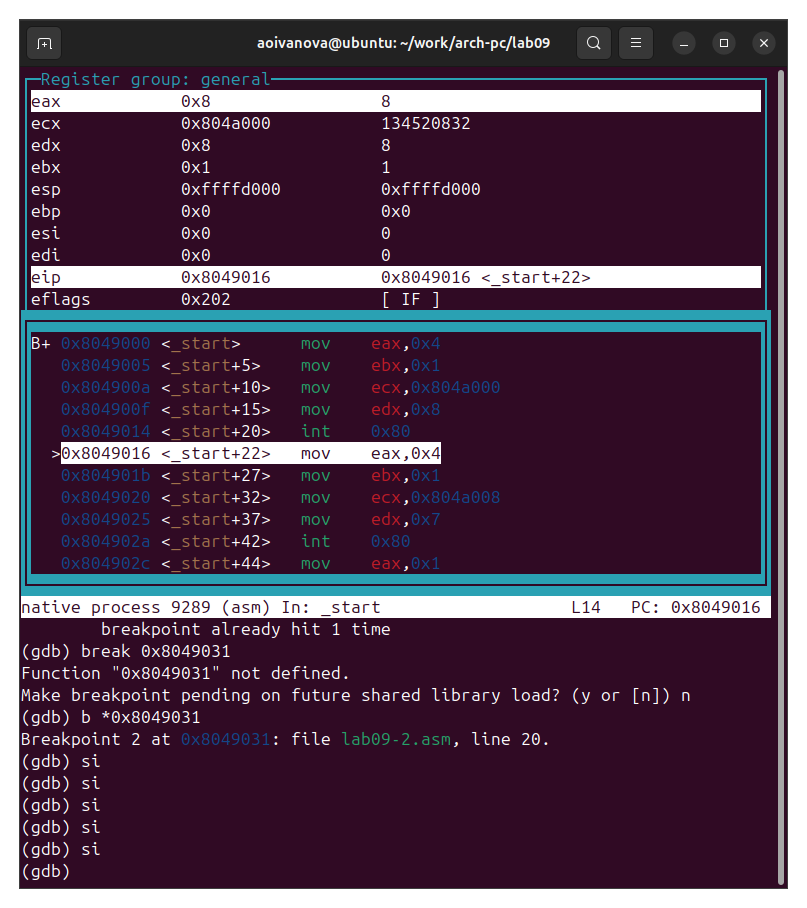 aoivanova@ubuntu: ~/work/arch-pc/lab09
Register group: general
eax            0x8                 8
ecx            0x804a000           134520832
edx            0x8                 8
ebx            0x1                 1
esp            0xffffd000          0xffffd000
ebp            0x0                 0x0
esi            0x0                 0
edi            0x0                 0
eip            0x8049016           0x8049016 <_start+22>
eflags         0x202               [ IF ]
B+ 0x8049000 <_start>      mov    eax,0x4
   0x8049005 <_start+5>    mov    ebx,0x1
   0x804900a <_start+10>   mov    ecx,0x804a000
   0x804900f <_start+15>   mov    edx,0x8
   0x8049014 <_start+20>   int    0x80
  >0x8049016 <_start+22>   mov    eax,0x4
   0x804901b <_start+27>   mov    ebx,0x1
   0x8049020 <_start+32>   mov    ecx,0x804a008
   0x8049025 <_start+37>   mov    edx,0x7
   0x804902a <_start+42>   int    0x80
   0x804902c <_start+44>   mov    eax,0x1
native process 9289 (asm) In: _start                   L14   PC: 0x8049016
        breakpoint already hit 1 time
(gdb) break 0x8049031
Function "0x8049031" not defined.
Make breakpoint pending on future shared library load? (y or [n]) n
(gdb) b *0x8049031
Breakpoint 2 at 0x8049031: file lab09-2.asm, line 20.
(gdb) si
(gdb) si
(gdb) si
(gdb) si
(gdb) si
(gdb)